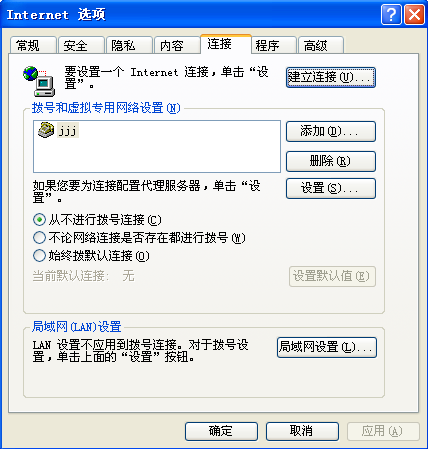 Internet 选项
常规 安全 隐私 内容 连接 程序 高级
要设置一个 Internet 连接，单击“设
置”。
建立连接(U)...
拨号和虚拟专用网络设置(N)
jjj
添加(D)...
删除(R)
如果您要为连接配置代理服务器，单击“设
置”。
设置(S)...
从不进行拨号连接(C)
不论网络连接是否存在都进行拨号(W)
始终拨默认连接(O)
当前默认连接： 无
设置默认值(E)
局域网(LAN)设置
LAN 设置不应用到拨号连接。对于拨号设
置，单击上面的“设置”按钮。
局域网设置(L)...
确定 取消 应用(A)